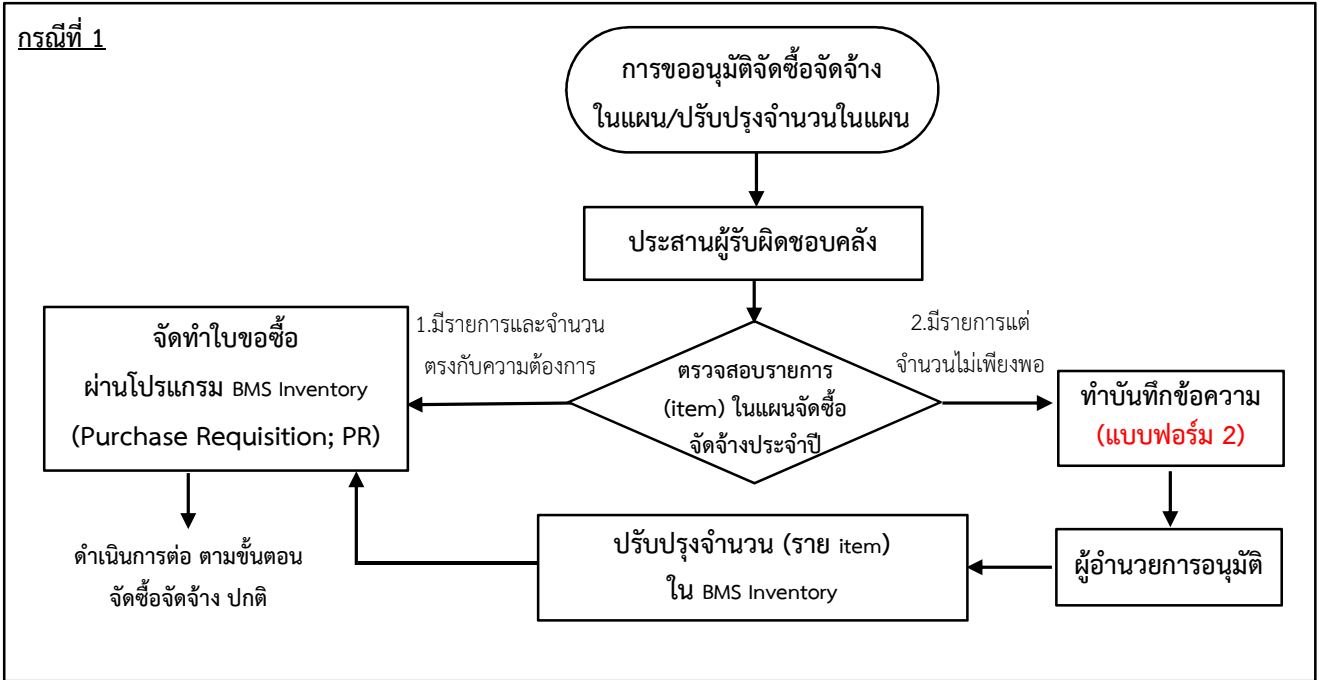 กรณีที่ 1
การขออนุมัติจัดซื้อจัดจ้าง
ในแผน/ปรับปรุงจำนวนในแผน
ประสานผู้รับผิดชอบคลัง
ตรวจสอบรายการ
(item) ในแผนจัดซื้อ
จัดจ้างประจำปี
1.มีรายการและจำนวน
ตรงกับความต้องการ
จัดทำใบขอซื้อ
ผ่านโปรแกรม BMS Inventory
(Purchase Requisition; PR)
ดำเนินการต่อ ตามขั้นตอน
จัดซื้อจัดจ้าง ปกติ
2.มีรายการแต่
จำนวนไม่เพียงพอ
ทำบันทึกข้อความ
(แบบฟอร์ม 2)
ผู้อำนวยการอนุมัติ
ปรับปรุงจำนวน (ราย item)
ใน BMS Inventory